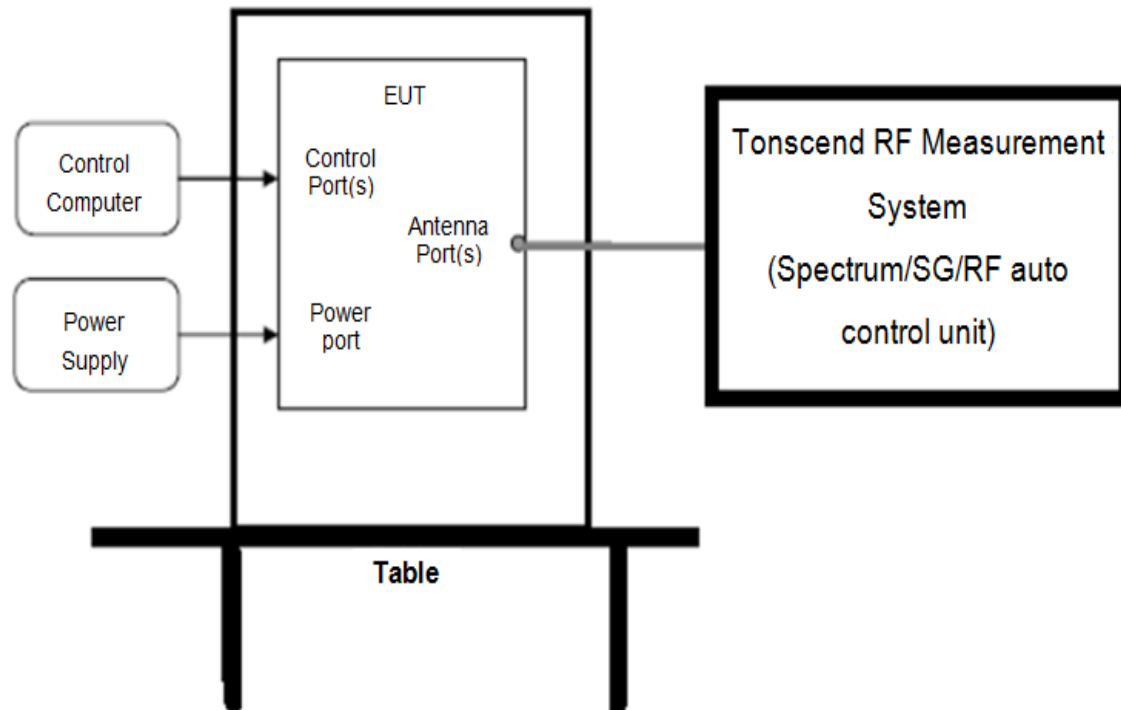 EUT
Control
Computer
Control
Port(s)
Antenna
Port(s)
Power
Supply
Power
port
Tonscend RF Measurement
System
(Spectrum/SG/RF auto
control unit)
Table